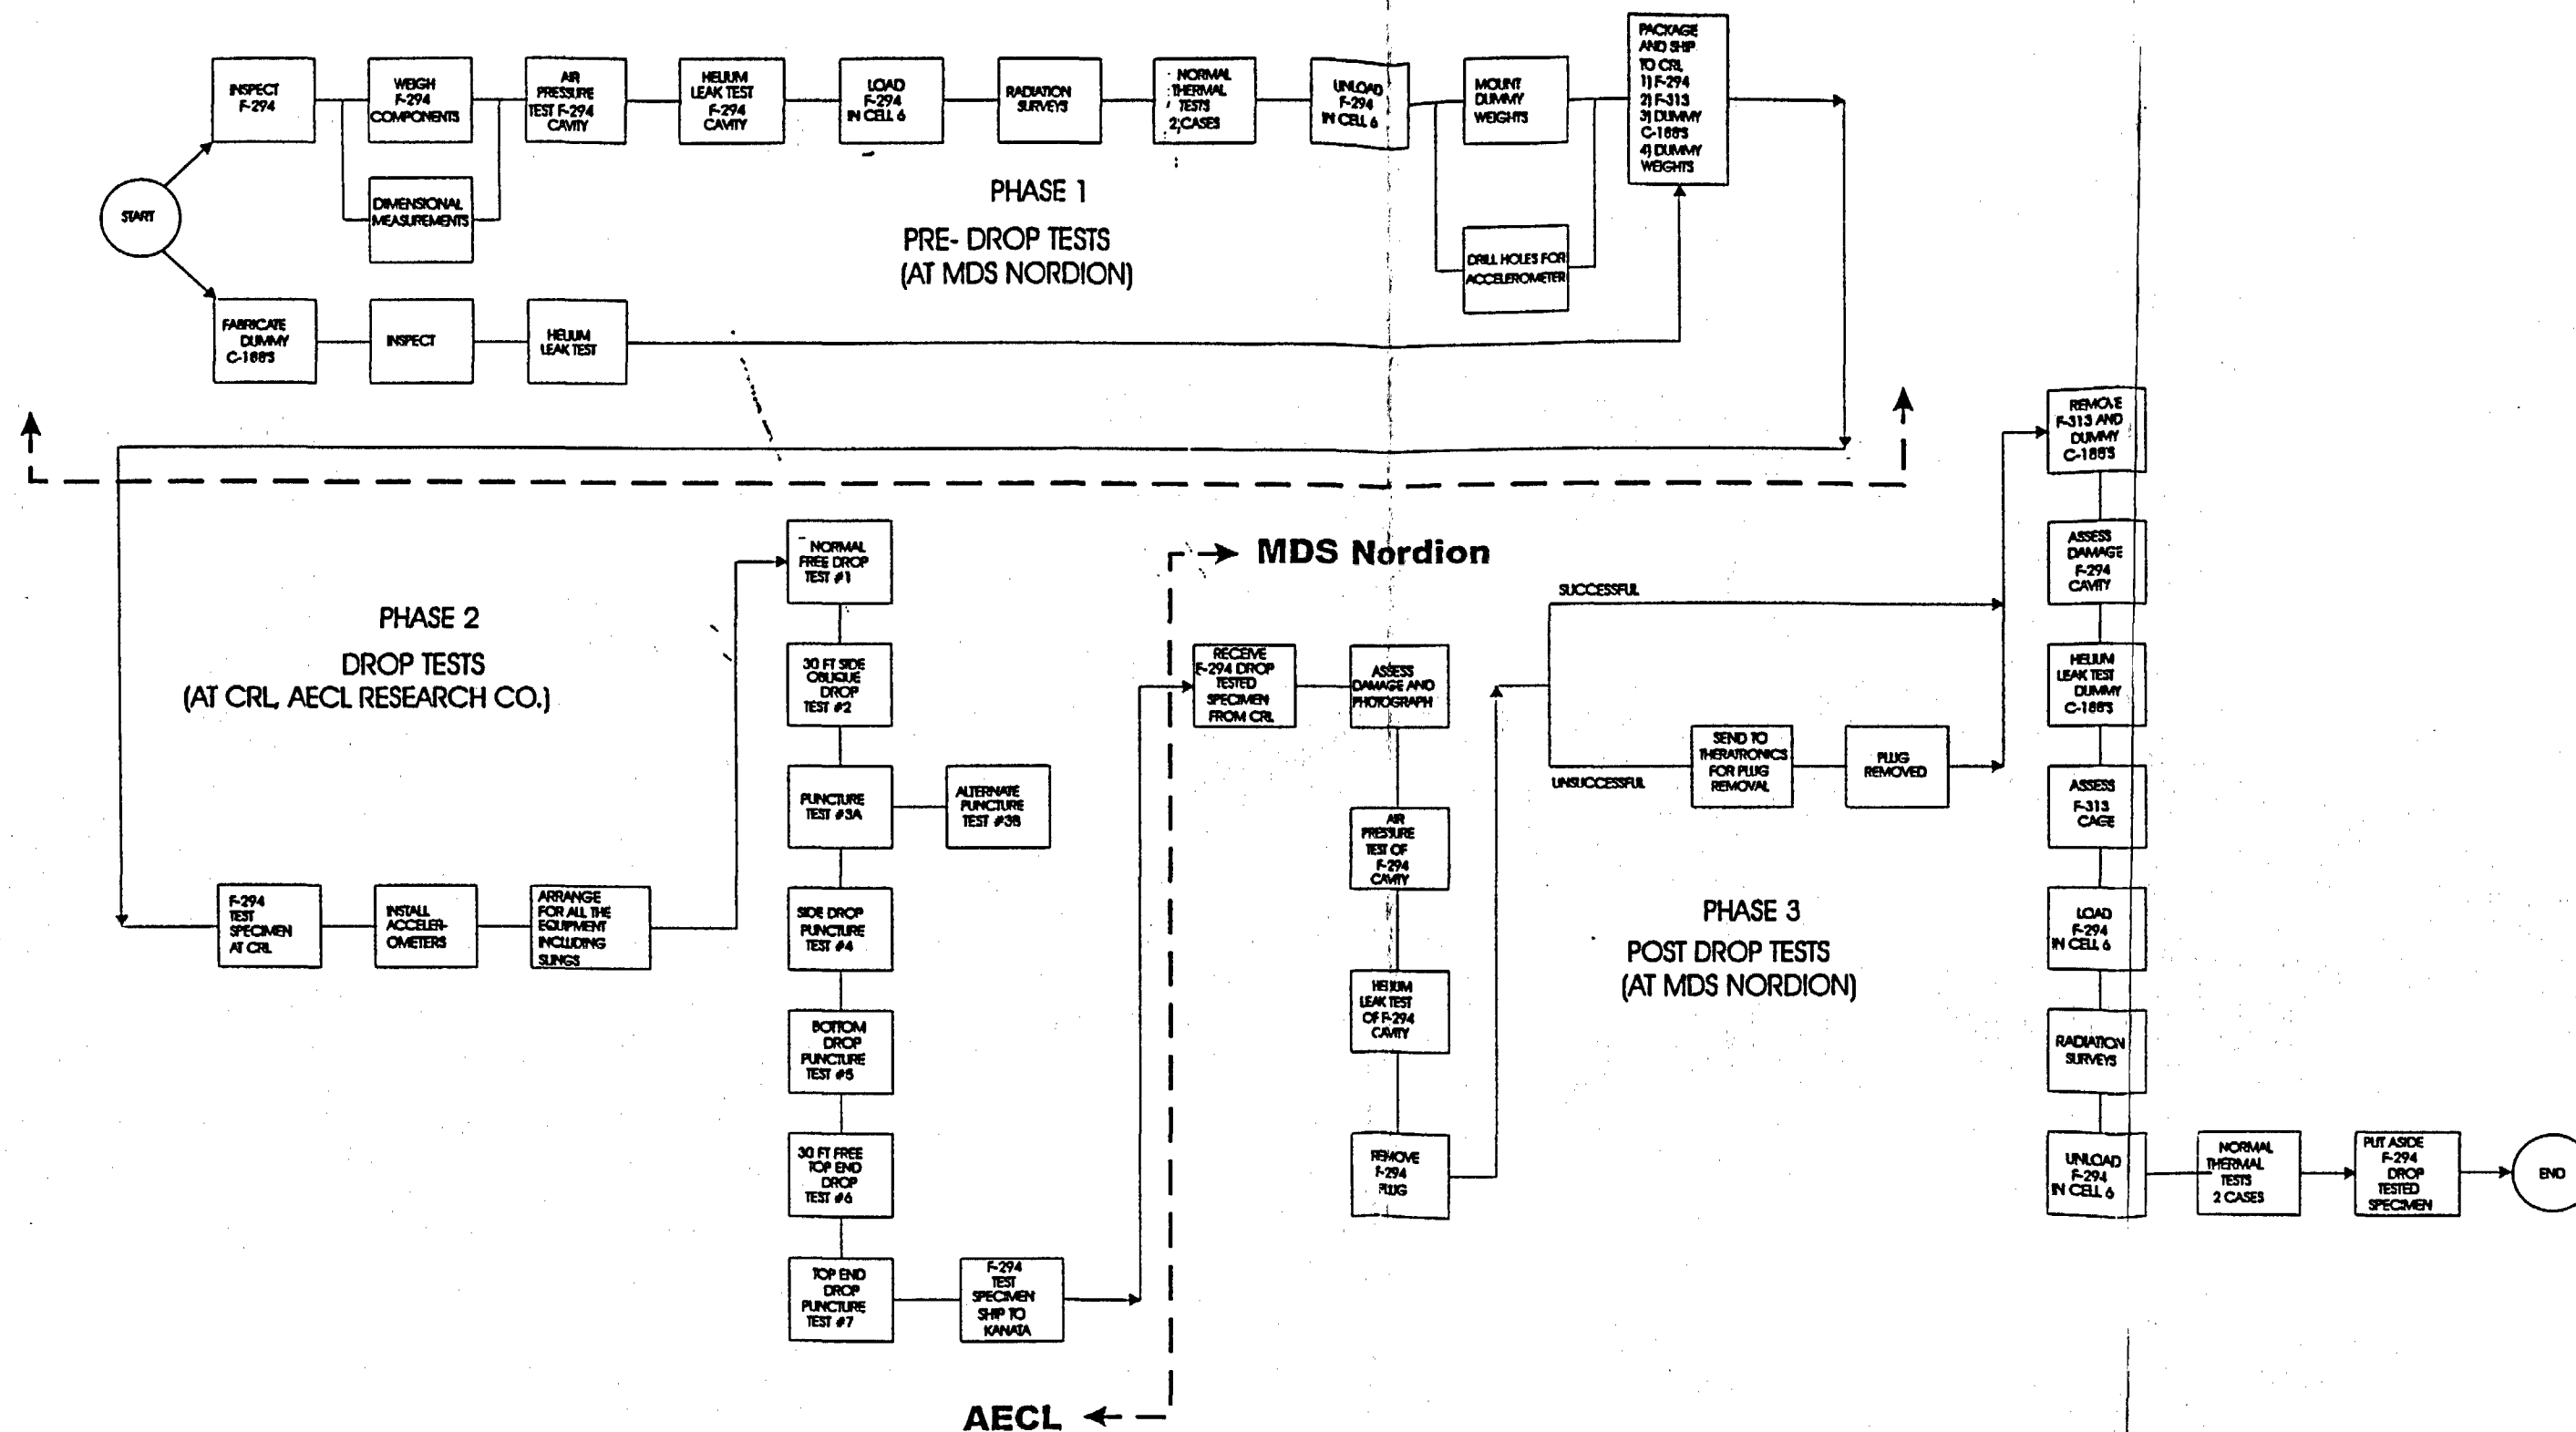 START
INSPECT
F-294
WEIGH
F-294
COMPONENTS
DIMENSIONAL
MEASUREMENTS
AIR
PRESSURE
TEST F-294
CAVITY
HELIUM
LEAK TEST
F-294
CAVITY
LOAD
F-294
IN CELL 6
RADIATION
SURVEYS
NORMAL
THERMAL
TESTS
2 CASES
UNLOAD
F-294
IN CELL 6
MOUNT
DUMMY
WEIGHTS
DRILL HOLES FOR
ACCELEROMETER
PACKAGE
AND SHIP
TO CRL
1) F-294
2) F-313
3) DUMMY
C-188'S
4) DUMMY
WEIGHTS
PHASE 1
PRE- DROP TESTS
(AT MDS NORDION)
FABRICATE
DUMMY
C-188'S
INSPECT
HELIUM
LEAK TEST
PHASE 2
DROP TESTS
(AT CRL, AECL RESEARCH CO.)
F-294
TEST
SPECIMEN
AT CRL
INSTALL
ACCELER-
OMETERS
ARRANGE
FOR ALL THE
EQUIPMENT
INCLUDING
SLINGS
NORMAL
FREE DROP
TEST #1
30 FT SIDE
OBLIQUE
DROP
TEST #2
PUNCTURE
TEST #3A
ALTERNATE
PUNCTURE
TEST #3B
SIDE DROP
PUNCTURE
TEST #4
BOTTOM
DROP
PUNCTURE
TEST #5
30 FT FREE
TOP END
DROP
TEST #6
TOP END
DROP
PUNCTURE
TEST #7
F-294
TEST
SPECIMEN
SHIP TO
KANATA
MDS Nordion
AECL
RECEIVE
F-294 DROP
TESTED
SPECIMEN
FROM CRL
ASSESS
DAMAGE AND
PHOTOGRAPH
AIR
PRESSURE
TEST OF
F-294
CAVITY
HELIUM
LEAK TEST
OF F-294
CAVITY
REMOVE
F-294
PLUG
SUCCESSFUL
UNSUCCESSFUL
SEND TO
THERATRONICS
FOR PLUG
REMOVAL
PLUG
REMOVED
PHASE 3
POST DROP TESTS
(AT MDS NORDION)
REMOVE
F-313 AND
DUMMY
C-188'S
ASSESS
DAMAGE
F-294
CAVITY
HELIUM
LEAK TEST
DUMMY
C-188'S
ASSESS
F-313
CAGE
LOAD
F-294
IN CELL 6
RADIATION
SURVEYS
UNLOAD
F-294
IN CELL 6
NORMAL
THERMAL
TESTS
2 CASES
PUT ASIDE
F-294
DROP
TESTED
SPECIMEN
END